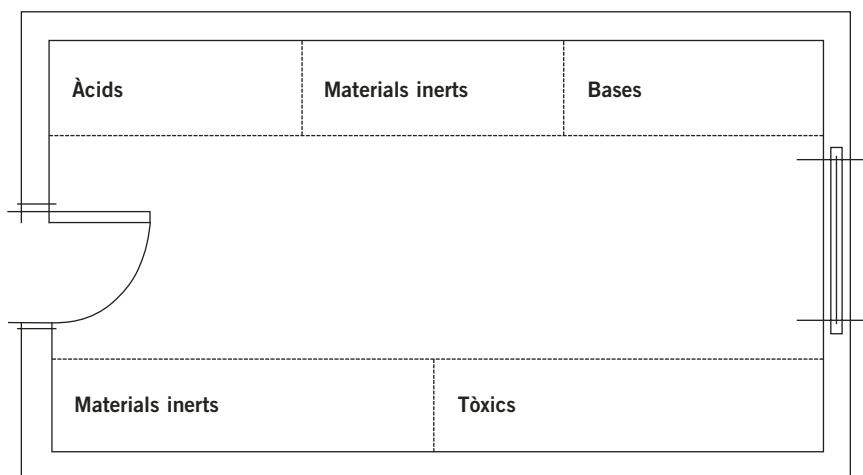 Àcids
Materials inerts
Bases
Materials inerts
Tòxics